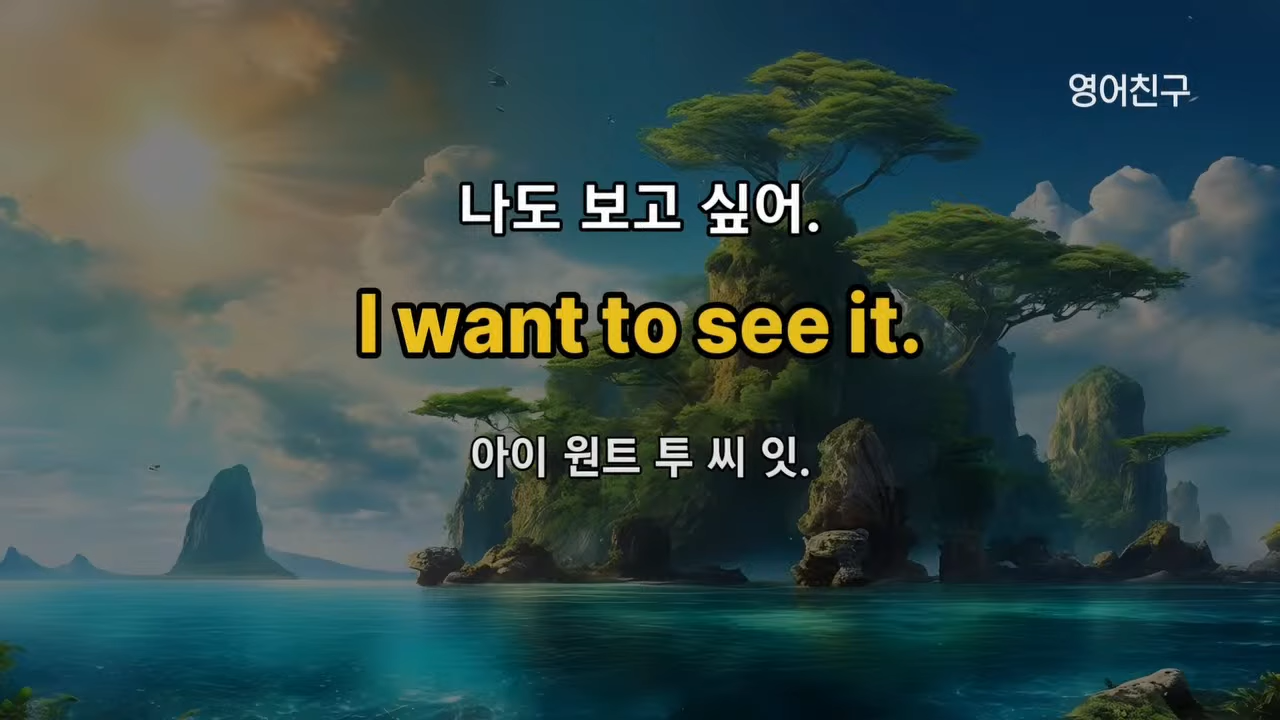 영어친구
나도 보고 싶어.
I want to see it.
아이 원트 투 씨 잇.